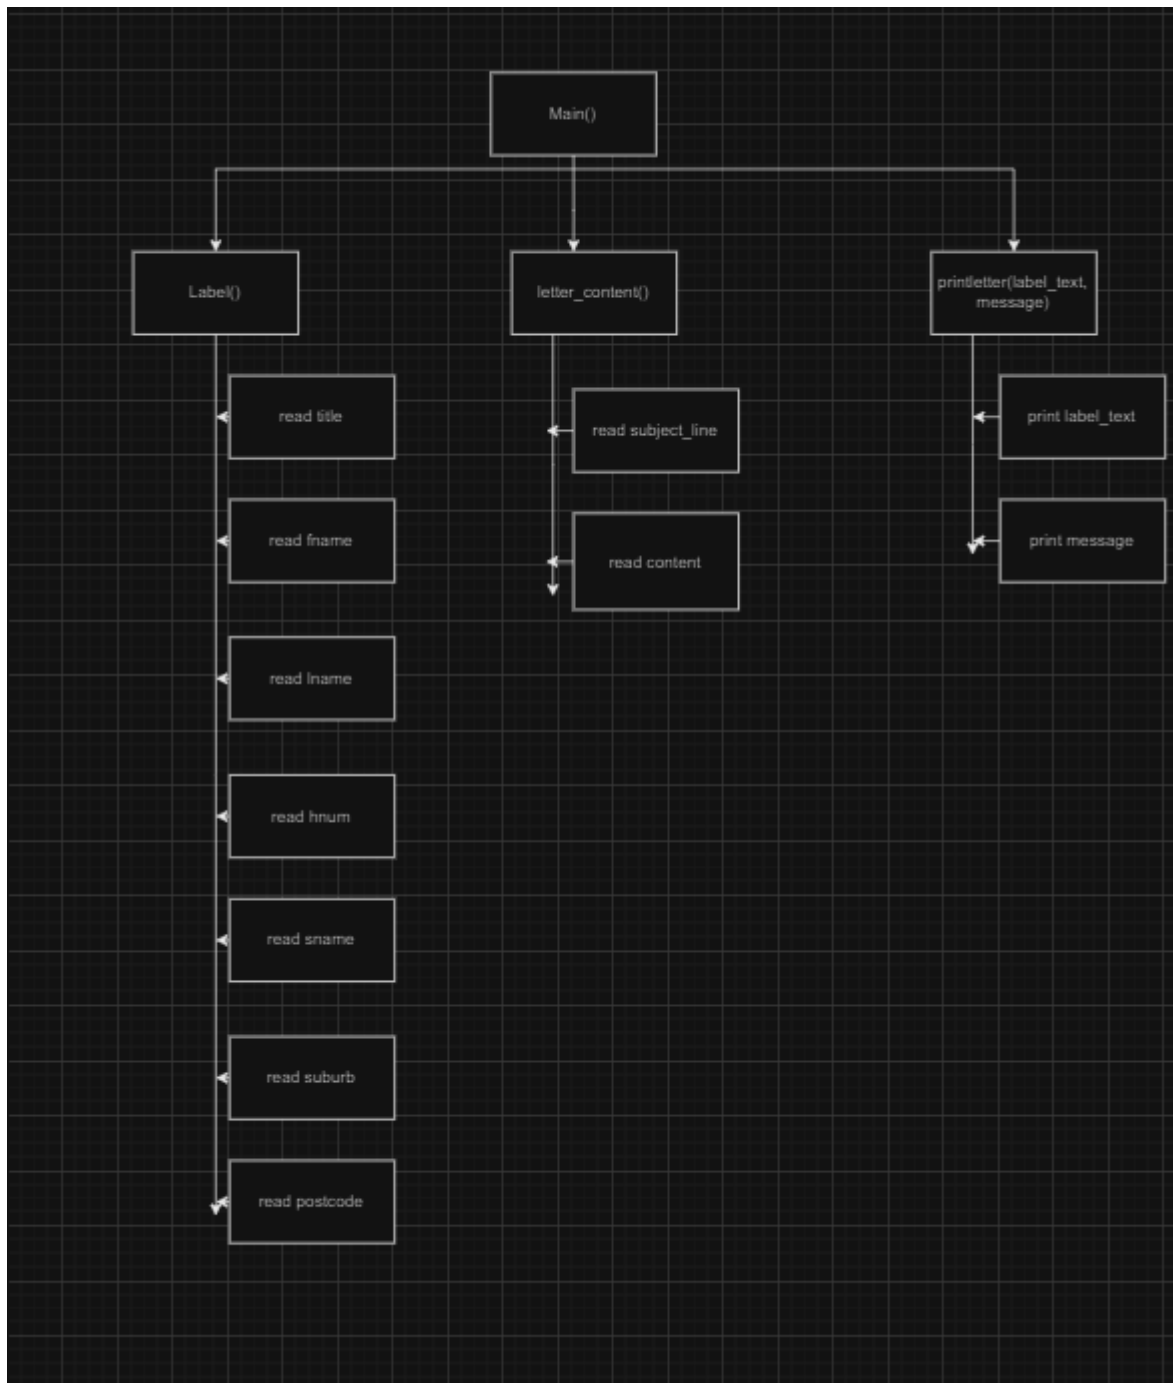 Main()
Label()
letter_content()
printletter(label_text,
message)
read title
read fname
read lname
read hnum
read sname
read suburb
read postcode
read subject_line
read content
print label_text
print message